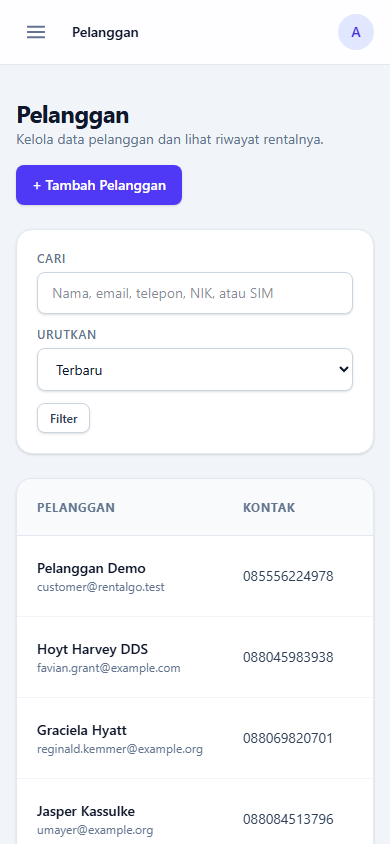 Pelanggan
A
Pelanggan
Kelola data pelanggan dan lihat riwayat rentalnya.
+ Tambah Pelanggan
CARI
Nama, email, telepon, NIK, atau SIM
URUTKAN
Terbaru
Filter
PELANGGAN KONTAK
Pelanggan Demo
customer@rentalgo.test
085556224978
Hoyt Harvey DDS
favian.grant@example.com
088045983938
Graciela Hyatt
reginald.kemmer@example.org
088069820701
Jasper Kassulke
umayer@example.org
088084513796